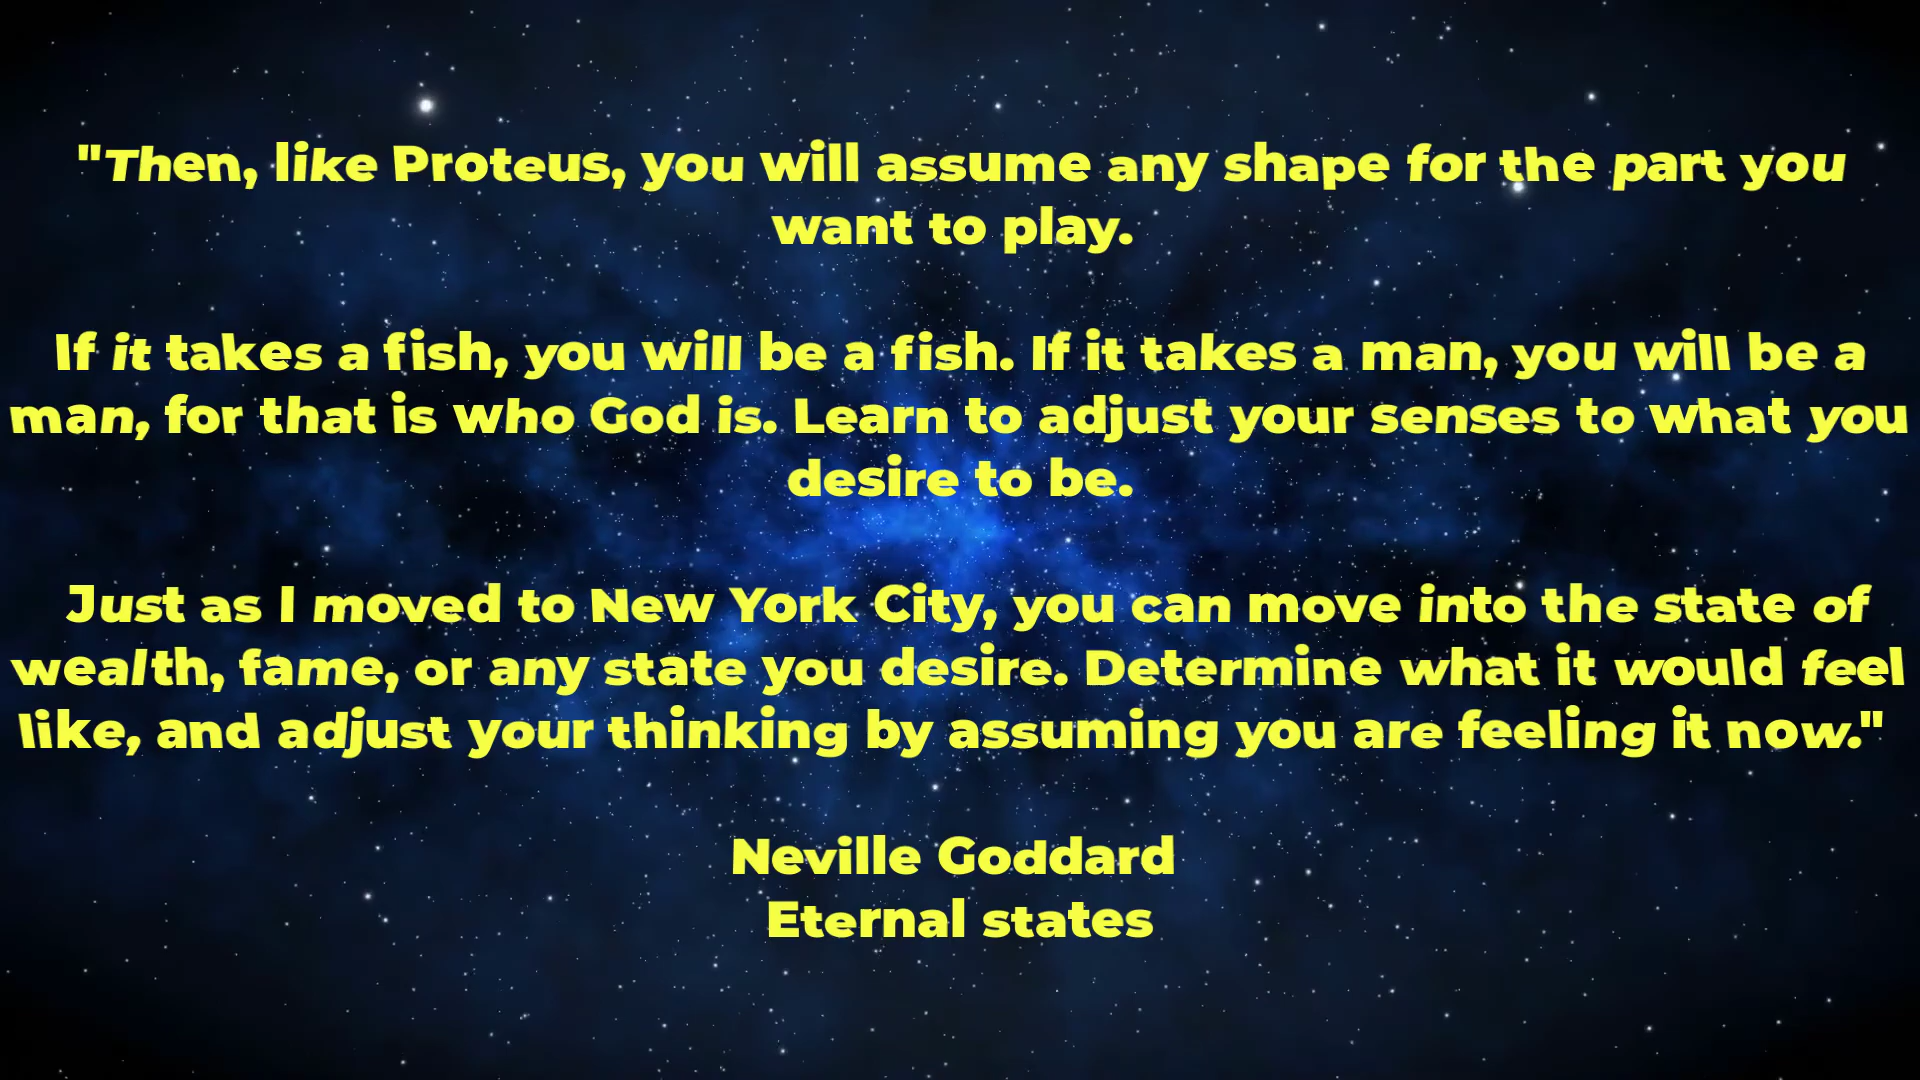 "Then, like Proteus, you will assume any shape for the part you
want to play.
If it takes a fish, you will be a fish. If it takes a man, you will be a
man, for that is who God is. Learn to adjust your senses to what you
desire to be.
Just as I moved to New York City, you can move into the state of
wealth, fame, or any state you desire. Determine what it would feel
like, and adjust your thinking by assuming you are feeling it now."
Neville Goddard
Eternal states